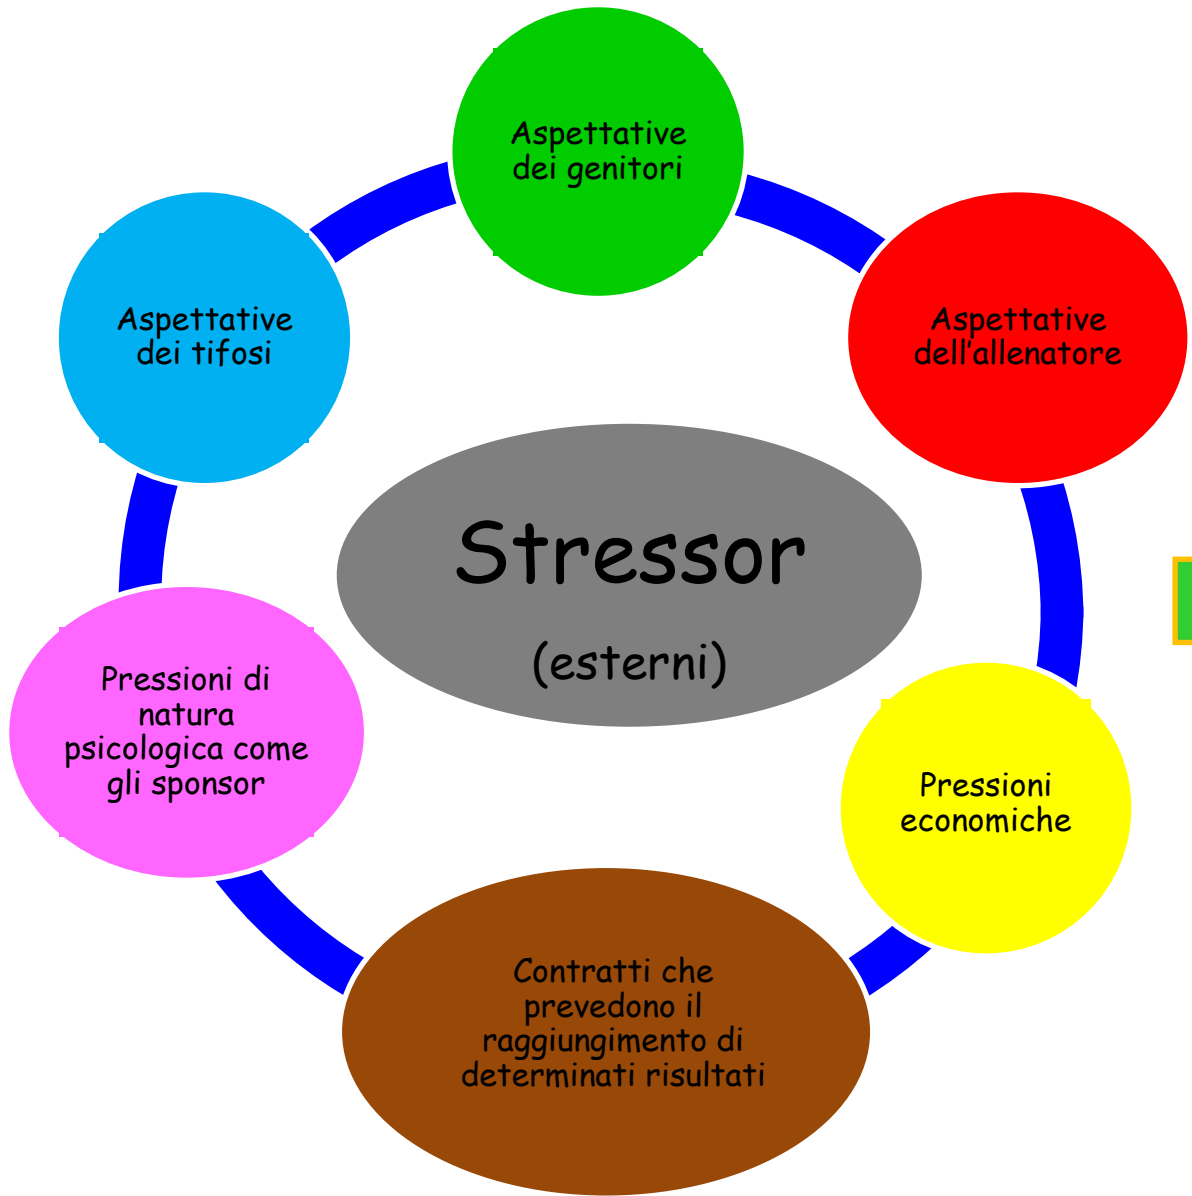 Aspettative
dei genitori
Aspettative
dei tifosi
Aspettative
dell’allenatore
Stressor
(esterni)
Pressioni di
natura
psicologica come
gli sponsor
Pressioni
economiche
Contratti che
prevedono il
raggiungimento di
determinati risultati